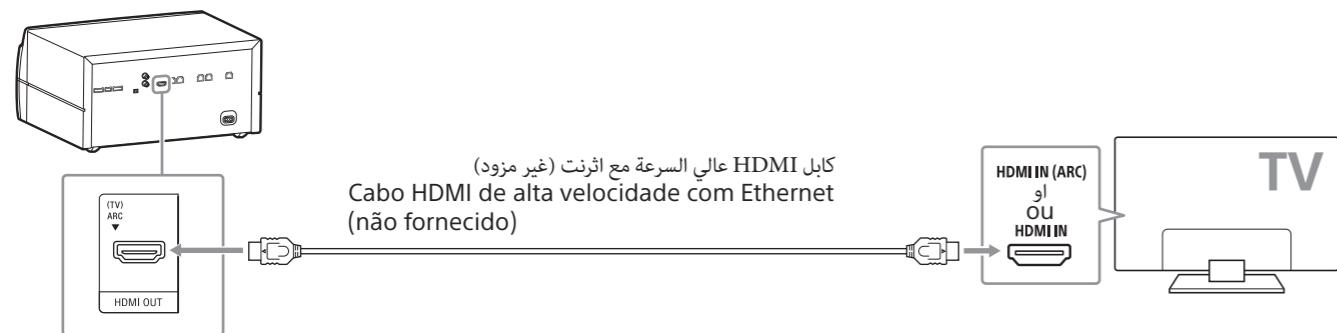 كابل HDMI عالي السرعة مع اثرنت (غير مزود)
Cabo HDMI de alta velocidade com Ethernet
(não fornecido)
(TV)
ARC
HDMI OUT
HDMI IN (ARC)
او
ou
HDMI IN
TV